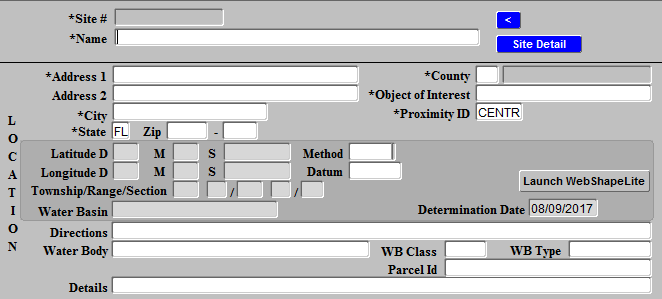 *Site # <
*Name Site Detail
*Address 1 *County
Address 2 *Object of Interest
*City *Proximity ID CENTR
*State FL Zip -
Latitude D M S Method
Longitude D M S Datum
Township/Range/Section / / Launch WebShapeLite
Water Basin Determination Date 08/09/2017
Directions
Water Body WB Class WB Type
Parcel Id
Details
LOCATION